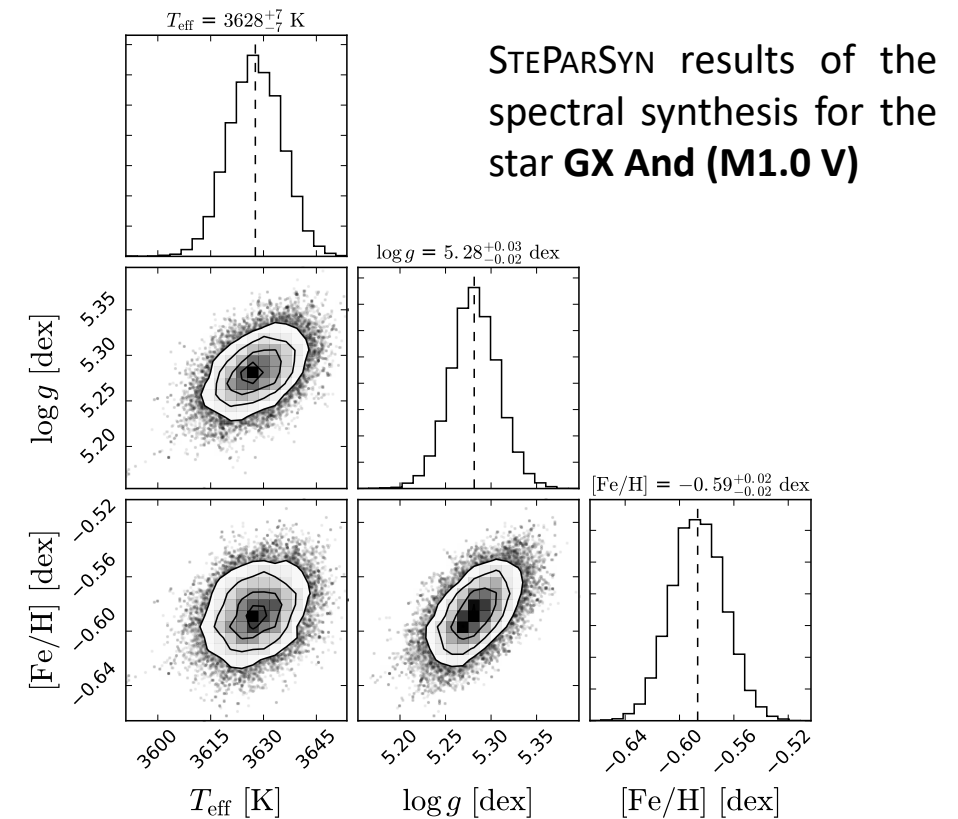 T_eff = 3628^{+7}_{-7} K
STEPARSYN results of the
spectral synthesis for the
star GX And (M1.0 V)
log g = 5.28^{+0.03}_{-0.02} dex
log g [dex]
5.35
5.30
5.25
5.20
[Fe/H] = −0.59^{+0.02}_{-0.02} dex
[Fe/H] [dex]
−0.52
−0.56
−0.60
−0.64
3600 3615 3630 3645
5.20 5.25 5.30 5.35
−0.64 −0.60 −0.56 −0.52
T_eff [K]
log g [dex]
[Fe/H] [dex]